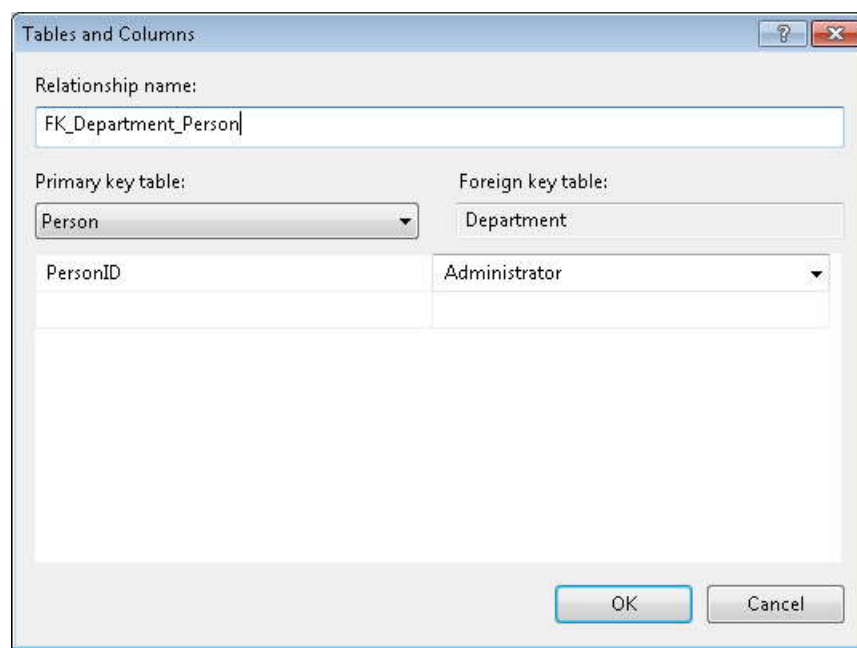 Tables and Columns
Relationship name:
FK_Department_Person
Primary key table:
Foreign key table:
Person
Department
PersonID
Administrator
OK
Cancel